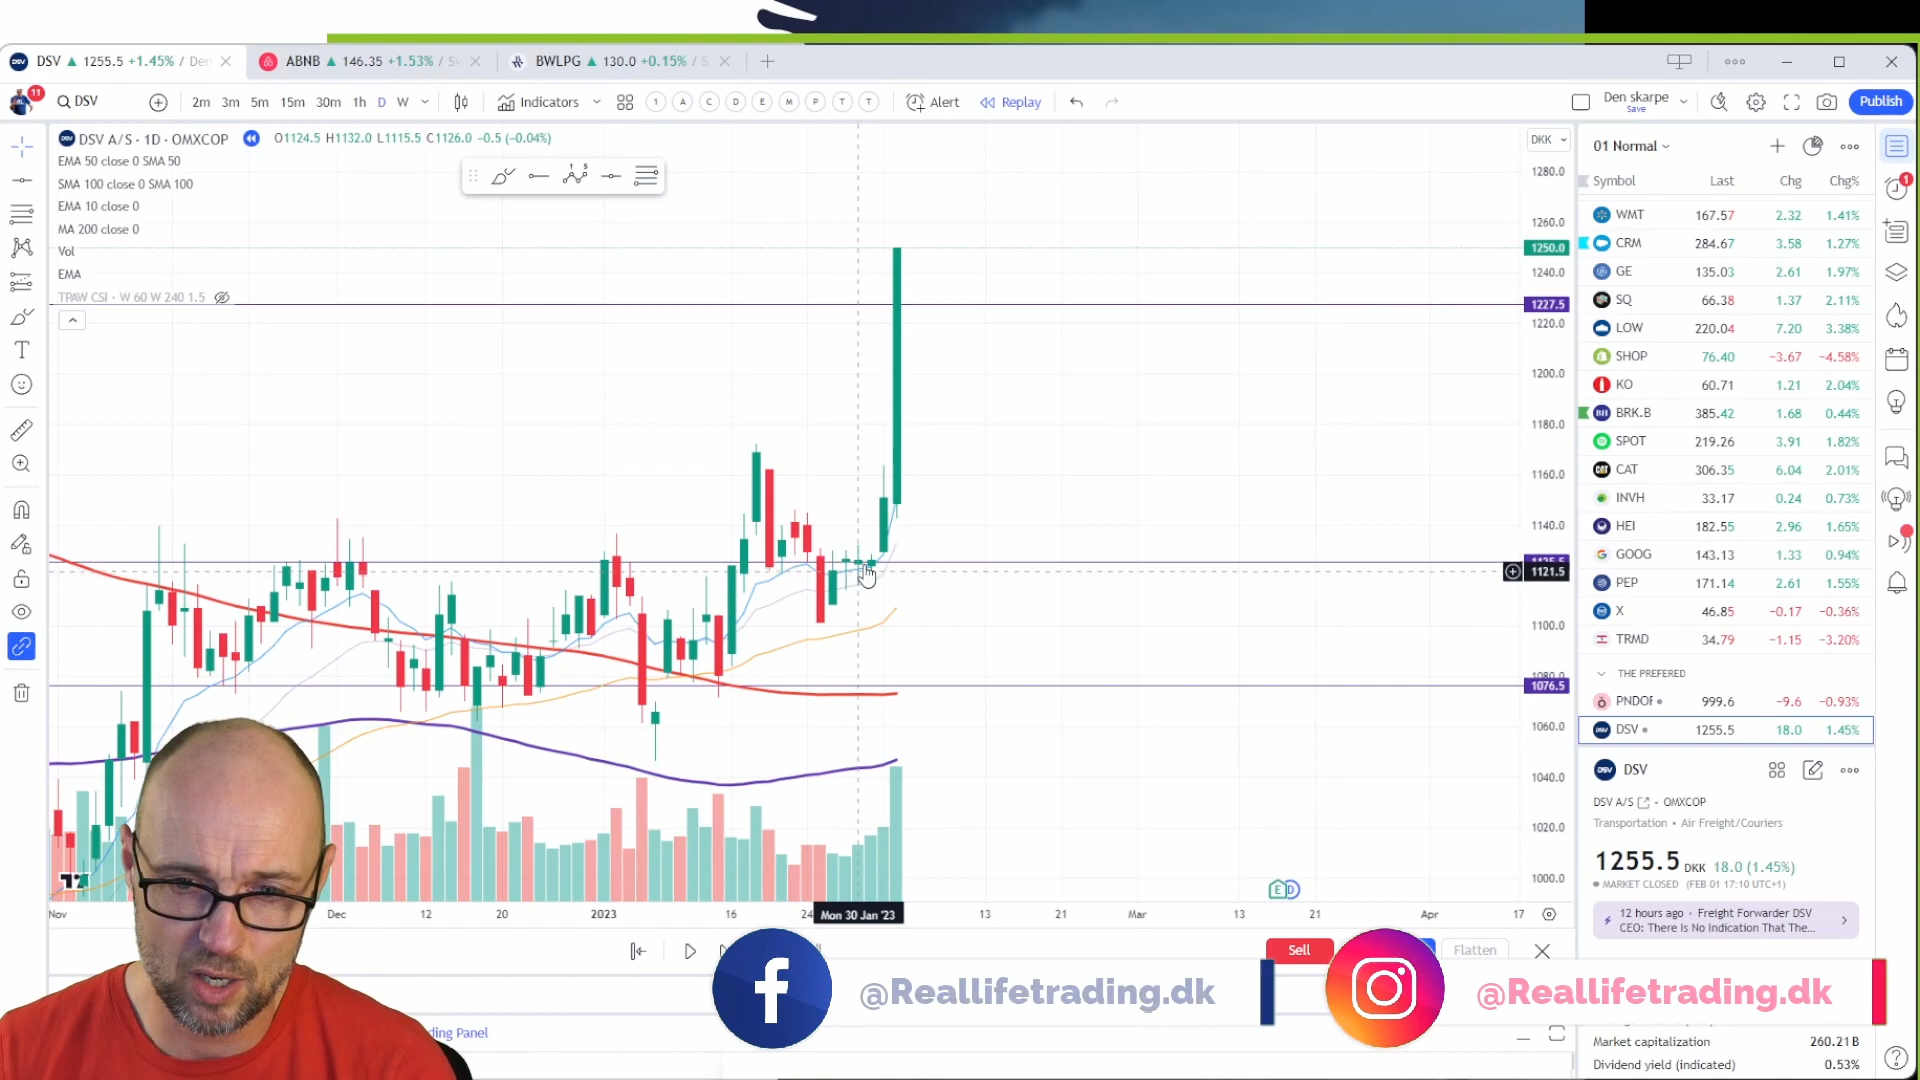 DSV ▲ 1255.5 +1.45% / De
ABNB ▲ 146.35 +1.53% / S
BWLPG ▲ 130.0 +0.15% / S
11
DSV
2m 3m 5m 15m 30m 1h D W
Indicators
1 A C D E M P T T
Alert
Replay
Den skarpe
Save
Publish
DSV A/S · 1D · OMXCOP
O1124.5 H1132.0 L1115.5 C1126.0 −0.5 (−0.04%)
EMA 50 close 0 SMA 50
SMA 100 close 0 SMA 100
EMA 10 close 0
MA 200 close 0
Vol
EMA
TPAW CSI · W 60 W 240 1.5
DKK
1280.0
1260.0
1250.0
1240.0
1227.5
1220.0
1200.0
1180.0
1160.0
1140.0
1121.5
1100.0
1076.5
1060.0
1040.0
1020.0
1000.0
Nov Dec 12 20 2023 16 24 Mon 30 Jan '23 13 21 Mar 13 21 Apr 17
E D
01 Normal
Symbol Last Chg Chg%
WMT 167.57 2.32 1.41%
CRM 284.67 3.58 1.27%
GE 135.03 2.61 1.97%
SQ 66.38 1.37 2.11%
LOW 220.04 7.20 3.38%
SHOP 76.40 −3.67 −4.58%
KO 60.71 1.21 2.04%
BRK.B 385.42 1.68 0.44%
SPOT 219.26 3.91 1.82%
CAT 306.35 6.04 2.01%
INVH 33.17 0.24 0.73%
HEI 182.55 2.96 1.65%
GOOG 143.13 1.33 0.94%
PEP 171.14 2.61 1.55%
X 46.85 −0.17 −0.36%
TRMD 34.79 −1.15 −3.20%
THE PREFERED
PNDOR 999.6 −9.6 −0.93%
DSV 1255.5 18.0 1.45%
DSV
DSV A/S - OMXCOP
Transportation • Air Freight/Couriers
1255.5 DKK 18.0 (1.45%)
MARKET CLOSED (FEB 01 17:10 UTC+1)
12 hours ago · Freight Forwarder DSV
CEO: There Is No Indication That The...
Sell
Flatten
@Reallifetrading.dk
@Reallifetrading.dk
ding Panel
Market capitalization 260.21B
Dividend yield (indicated) 0.53%